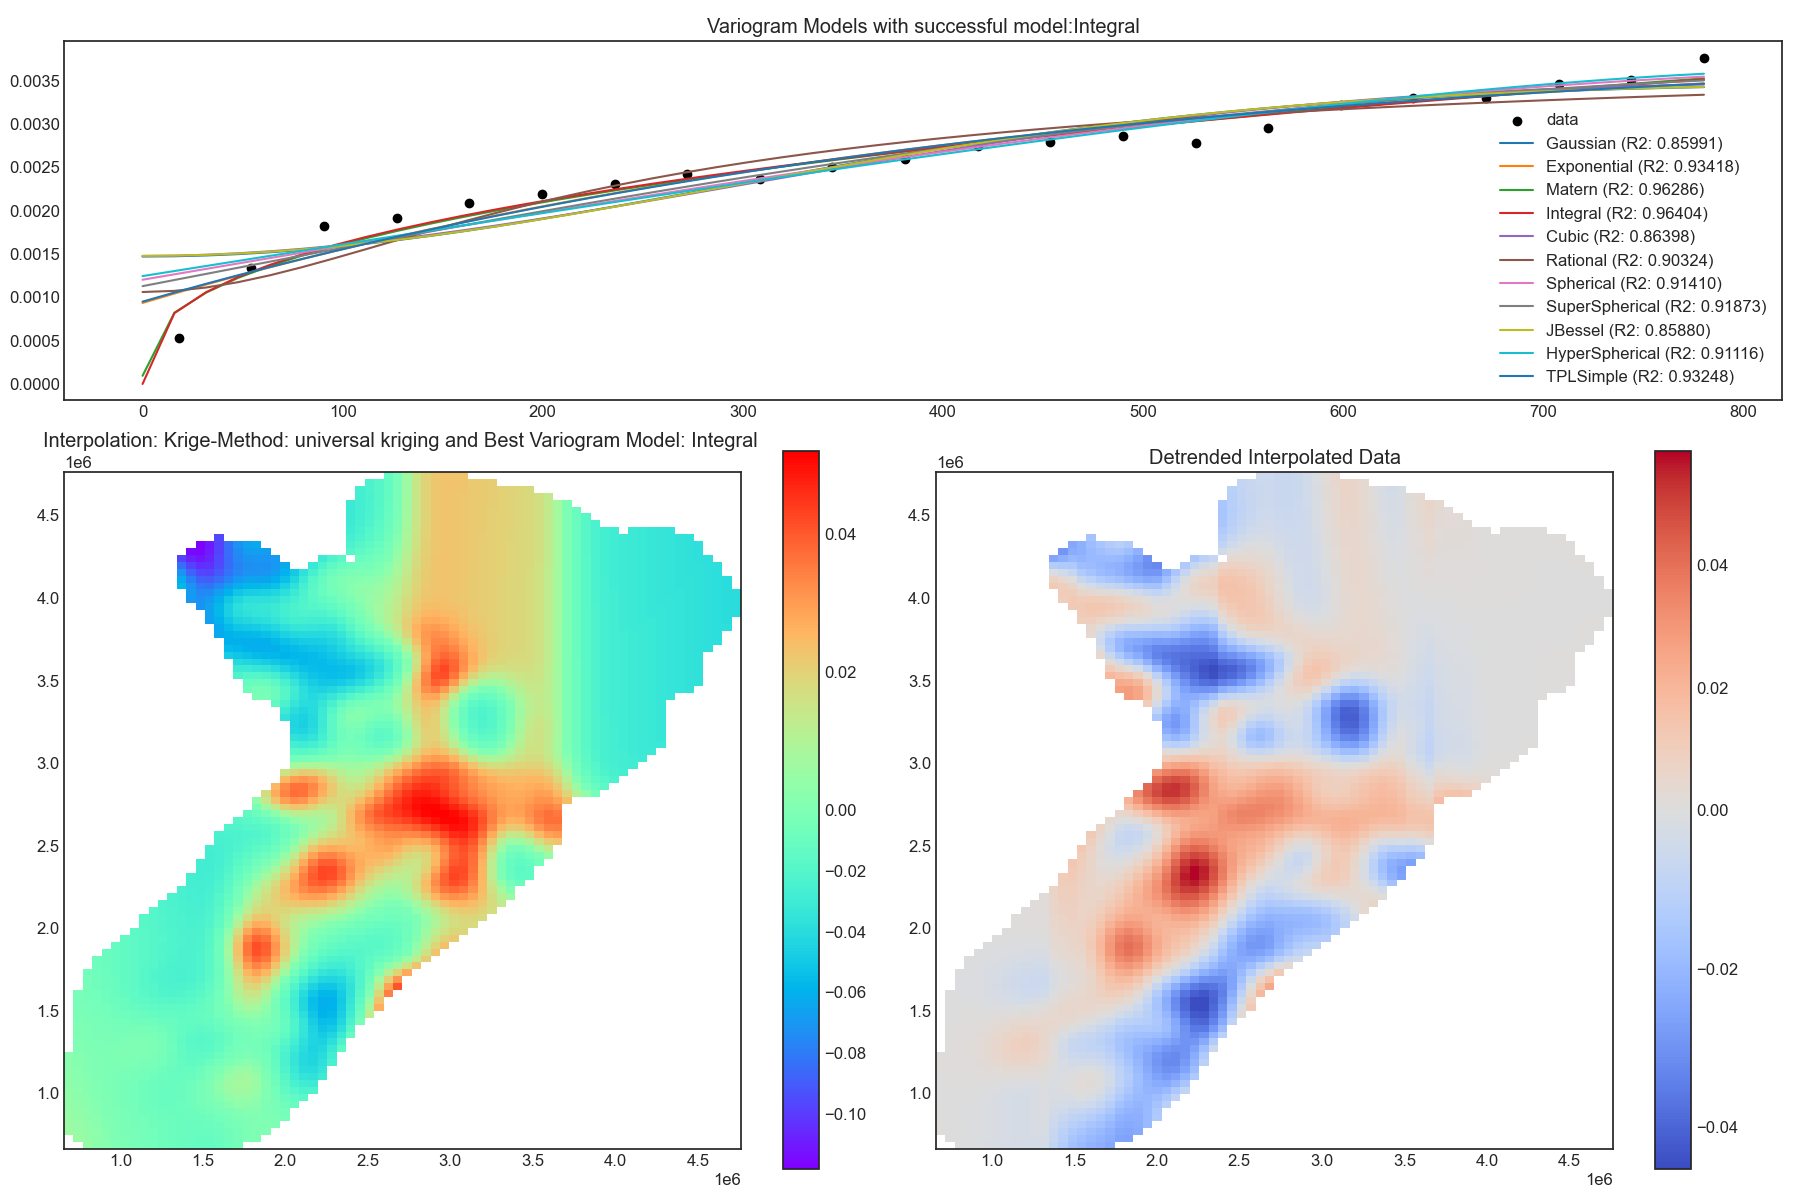 Variogram Models with successful model:Integral
0.0035
0.0030
0.0025
0.0020
0.0015
0.0010
0.0005
0.0000
data
Gaussian (R2: 0.85991)
Exponential (R2: 0.93418)
Matern (R2: 0.96286)
Integral (R2: 0.96404)
Cubic (R2: 0.86398)
Rational (R2: 0.90324)
Spherical (R2: 0.91410)
SuperSpherical (R2: 0.91873)
JBessel (R2: 0.85880)
HyperSpherical (R2: 0.91116)
TPLSimple (R2: 0.93248)
0 100 200 300 400 500 600 700 800
Interpolation: Krige-Method: universal kriging and Best Variogram Model: Integral
1e6
4.5
4.0
3.5
3.0
2.5
2.0
1.5
1.0
1.0 1.5 2.0 2.5 3.0 3.5 4.0 4.5
1e6
0.04
0.02
0.00
−0.02
−0.04
−0.06
−0.08
−0.10
Detrended Interpolated Data
1e6
4.5
4.0
3.5
3.0
2.5
2.0
1.5
1.0
1.0 1.5 2.0 2.5 3.0 3.5 4.0 4.5
1e6
0.04
0.02
0.00
−0.02
−0.04